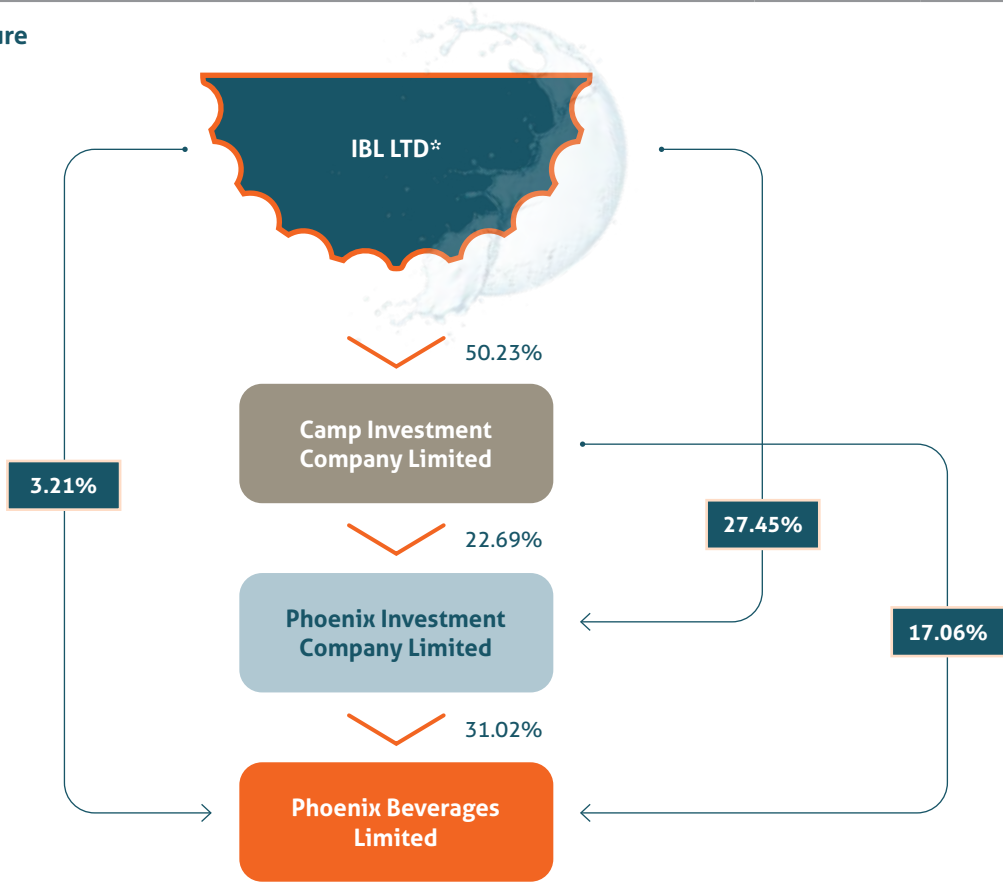 IBL LTD*
50.23%
Camp Investment
Company Limited
3.21%
27.45%
22.69%
Phoenix Investment
Company Limited
17.06%
31.02%
Phoenix Beverages
Limited